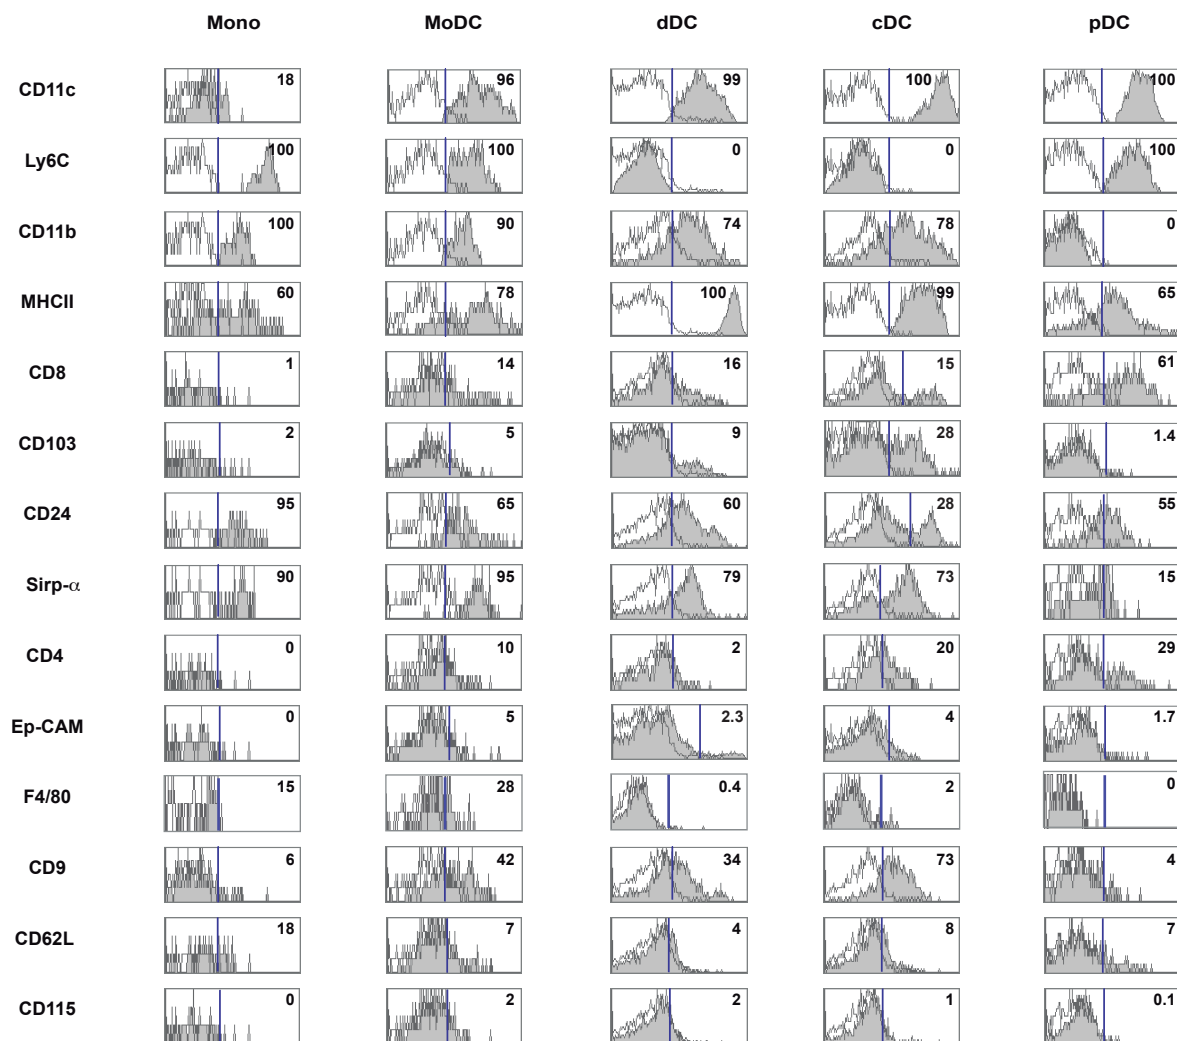 Mono MoDC dDC cDC pDC
CD11c 18 96 99 100 100
Ly6C 100 100 0 0 100
CD11b 100 90 74 78 0
MHCII 60 78 100 99 65
CD8 1 14 16 15 61
CD103 2 5 9 28 1.4
CD24 95 65 60 28 55
Sirp-α 90 95 79 73 15
CD4 0 10 2 20 29
Ep-CAM 0 5 2.3 4 1.7
F4/80 15 28 0.4 2 0
CD9 6 42 34 73 4
CD62L 18 7 4 8 7
CD115 0 2 2 1 0.1